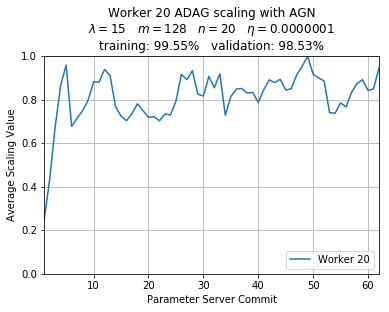 Worker 20 ADAG scaling with AGN
λ = 15 m = 128 n = 20 η = 0.0000001
training: 99.55% validation: 98.53%
1.0
0.8
0.6
0.4
0.2
0.0
Average Scaling Value
Worker 20
10 20 30 40 50 60
Parameter Server Commit